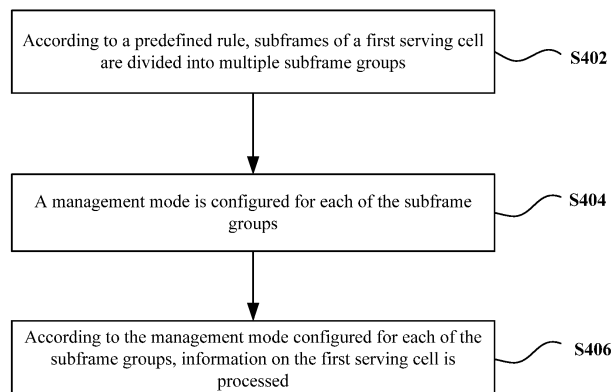 According to a predefined rule, subframes of a first serving cell
are divided into multiple subframe groups
S402
A management mode is configured for each of the subframe
groups
S404
According to the management mode configured for each of the
subframe groups, information on the first serving cell is
processed
S406